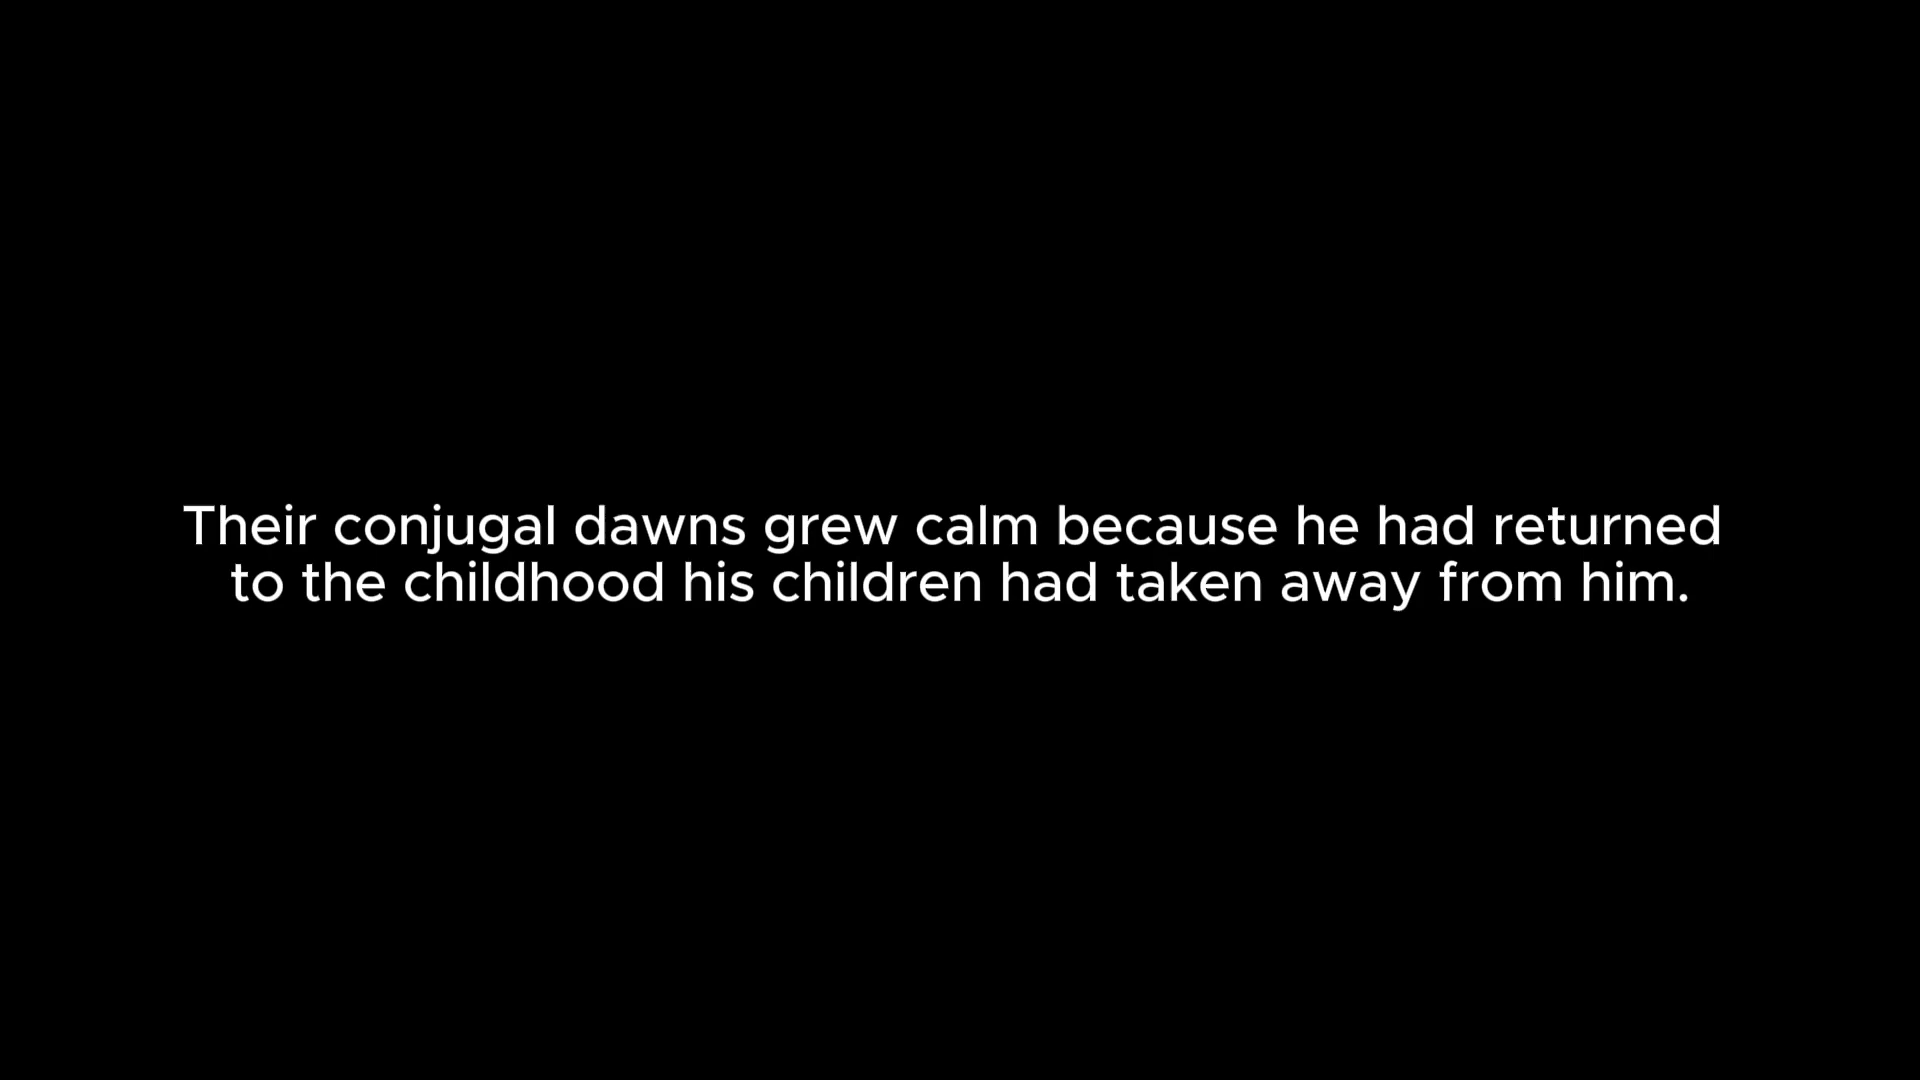 Their conjugal dawns grew calm because he had returned
to the childhood his children had taken away from him.